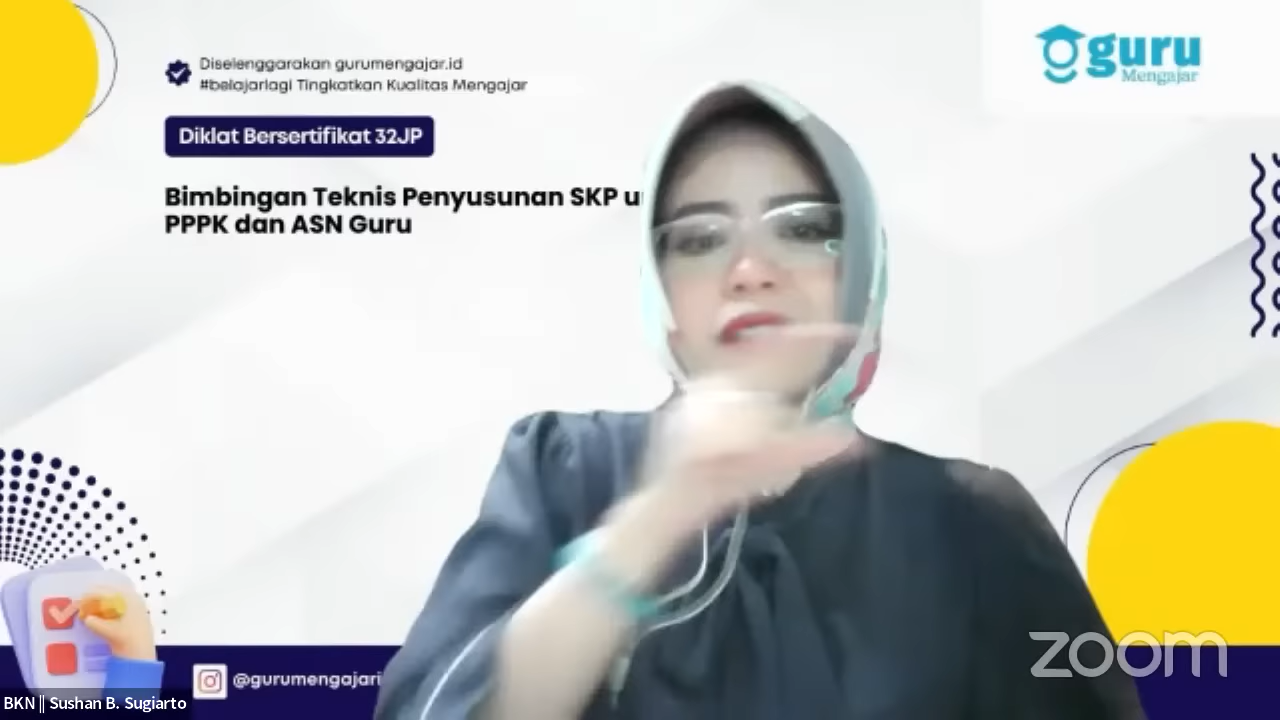 Diselenggarakan gurumengajar.id
#belajarlagi Tingkatkan Kualitas Mengajar
guru
Mengajar
Diklat Bersertifikat 32JP
Bimbingan Teknis Penyusunan SKP
PPPK dan ASN Guru
@gurumengajari
zoom
BKN || Sushan B. Sugiarto